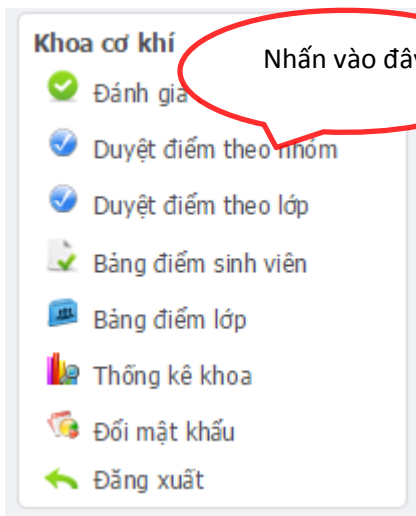 Khoa cơ khí
Nhấn vào đây
Đánh giá
Duyệt điểm theo nhóm
Duyệt điểm theo lớp
Bảng điểm sinh viên
Bảng điểm lớp
Thống kê khoa
Đổi mật khẩu
Đăng xuất